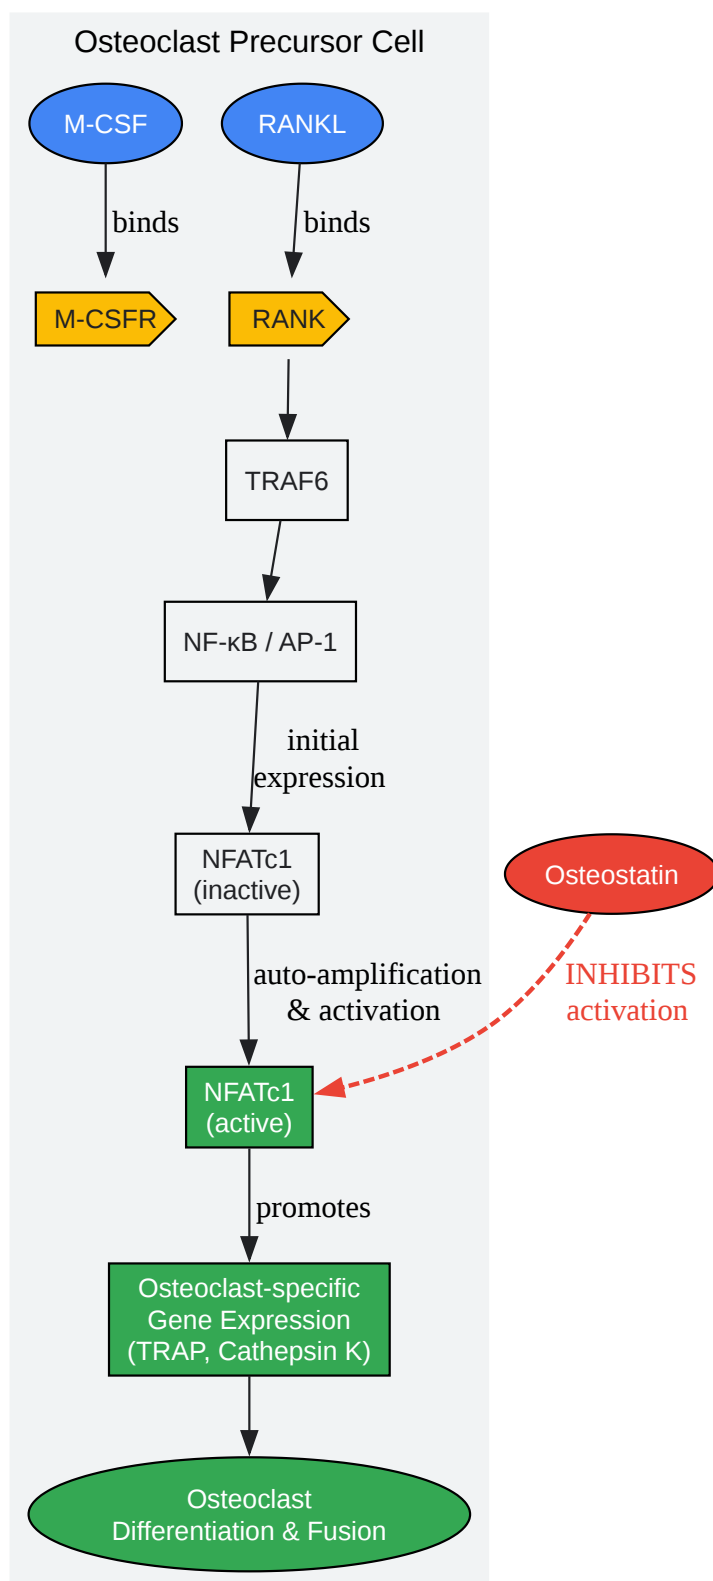 Osteoclast Precursor Cell
M-CSF
RANKL
binds
binds
M-CSFR
RANK
TRAF6
NF-κB / AP-1
initial
expression
NFATc1
(inactive)
Osteostatin
auto-amplification
& activation
INHIBITS
activation
NFATc1
(active)
promotes
Osteoclast-specific
Gene Expression
(TRAP, Cathepsin K)
Osteoclast
Differentiation & Fusion